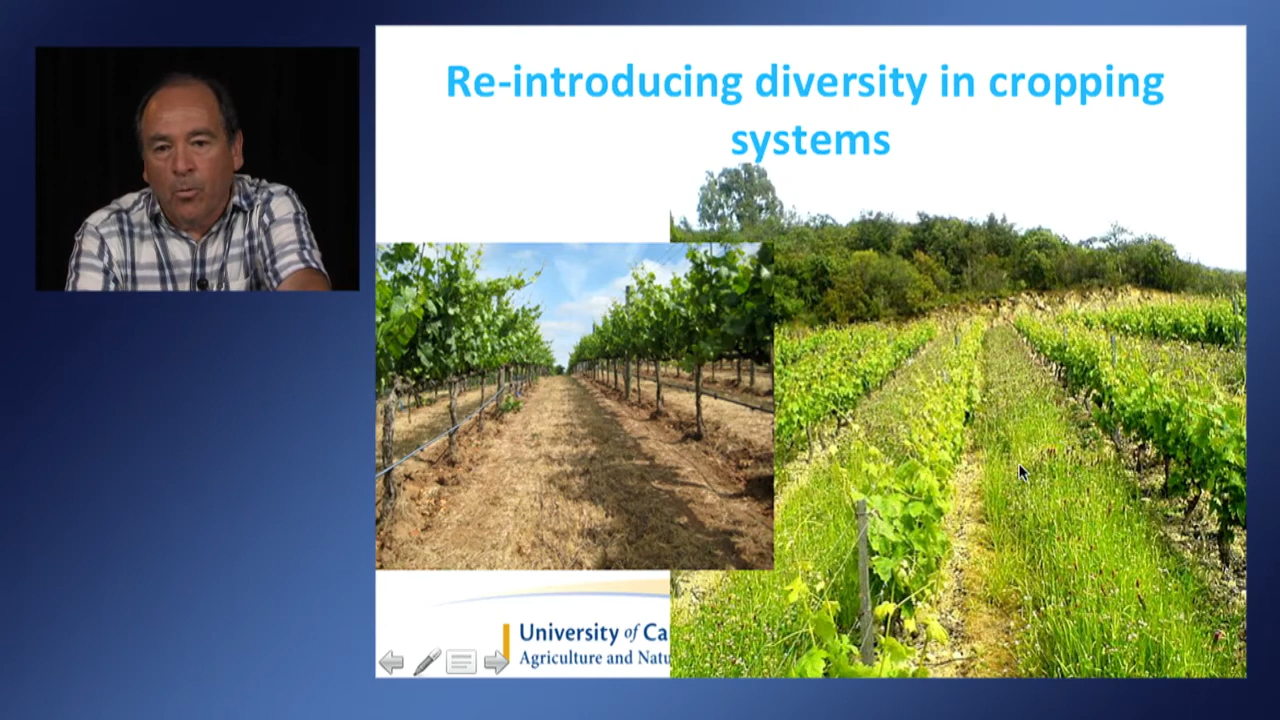 Re-introducing diversity in cropping
systems
University of Ca
Agriculture and Natu